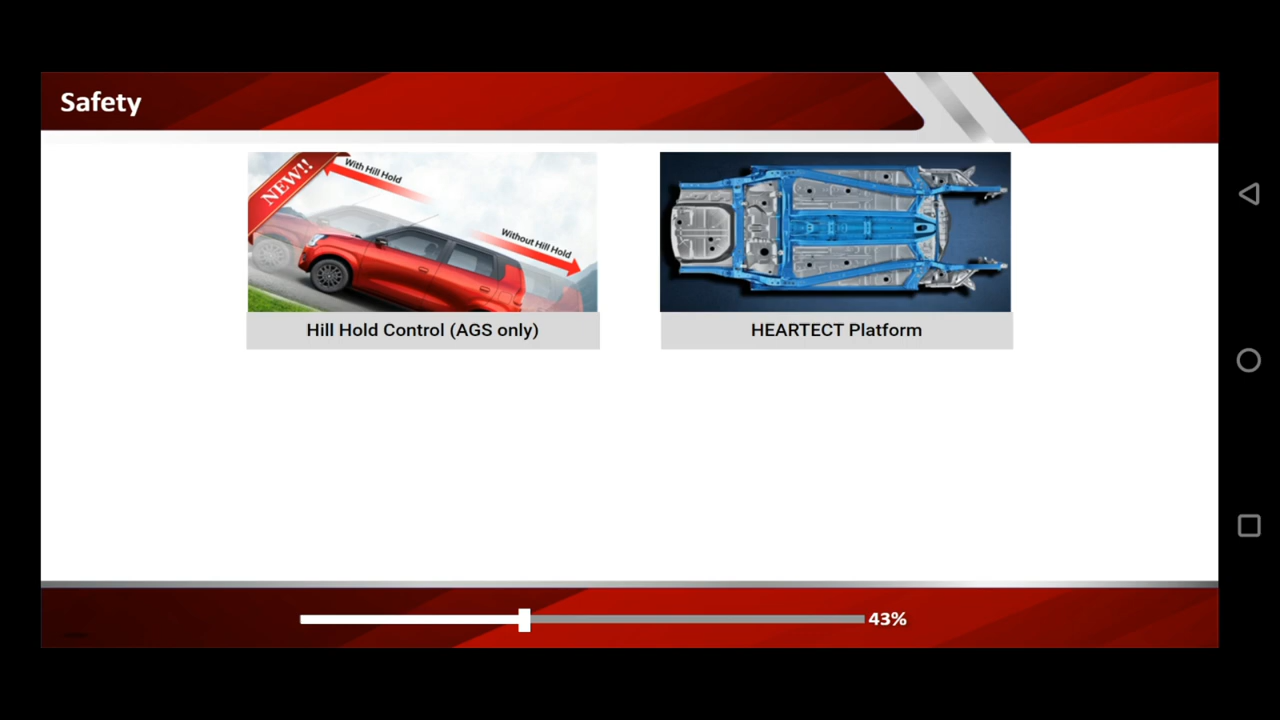 Safety
NEW!!
With Hill Hold
Without Hill Hold
Hill Hold Control (AGS only)
HEARTECT Platform
43%